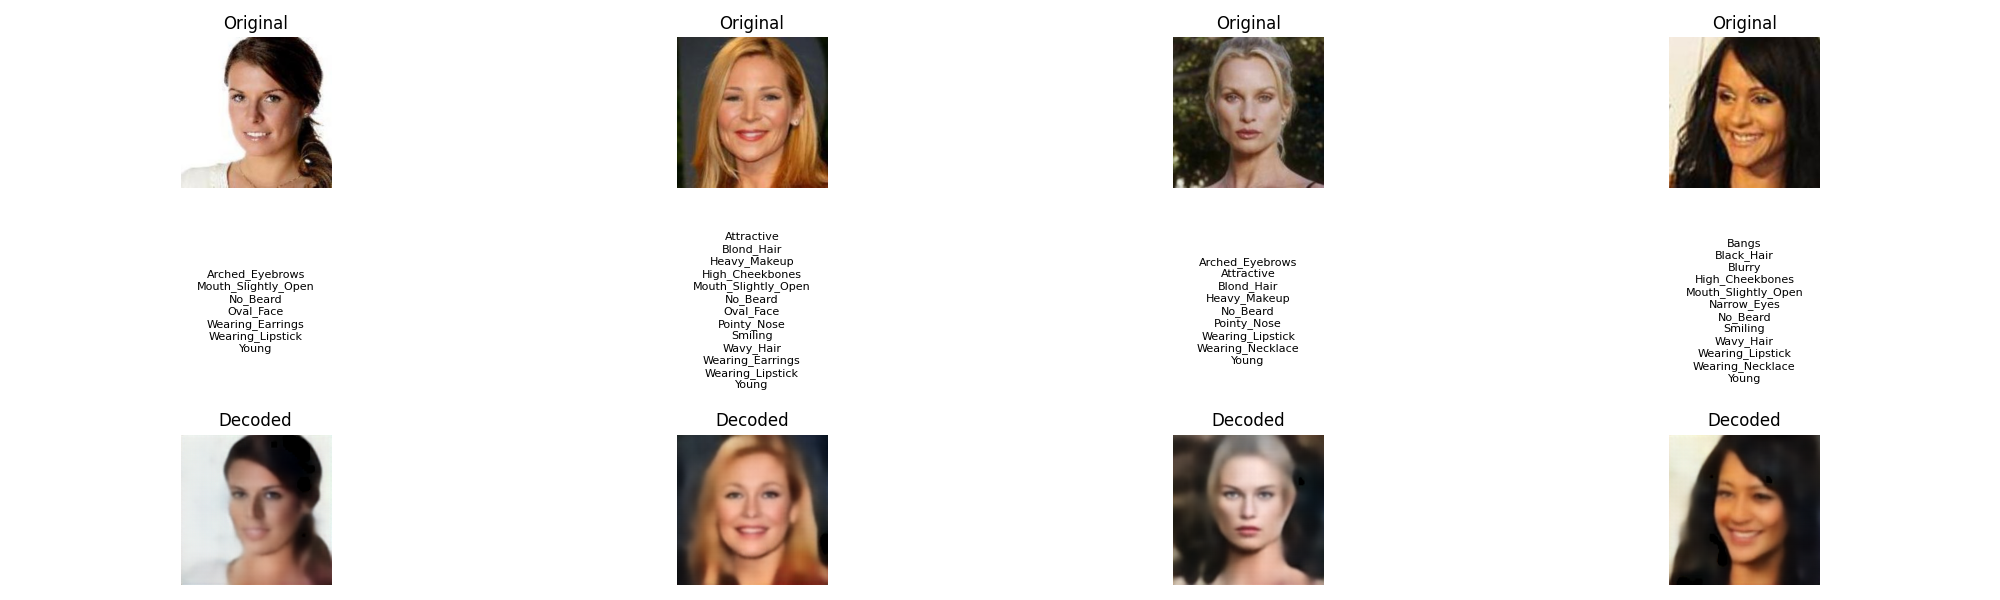 Original
Original
Original
Original
Arched_Eyebrows
Mouth_Slightly_Open
No_Beard
Oval_Face
Wearing_Earrings
Wearing_Lipstick
Young
Attractive
Blond_Hair
Heavy_Makeup
High_Cheekbones
Mouth_Slightly_Open
No_Beard
Oval_Face
Pointy_Nose
Smiling
Wavy_Hair
Wearing_Earrings
Wearing_Lipstick
Young
Arched_Eyebrows
Attractive
Blond_Hair
Heavy_Makeup
No_Beard
Pointy_Nose
Wearing_Lipstick
Wearing_Necklace
Young
Bangs
Black_Hair
Blurry
High_Cheekbones
Mouth_Slightly_Open
Narrow_Eyes
No_Beard
Smiling
Wavy_Hair
Wearing_Lipstick
Wearing_Necklace
Young
Decoded
Decoded
Decoded
Decoded